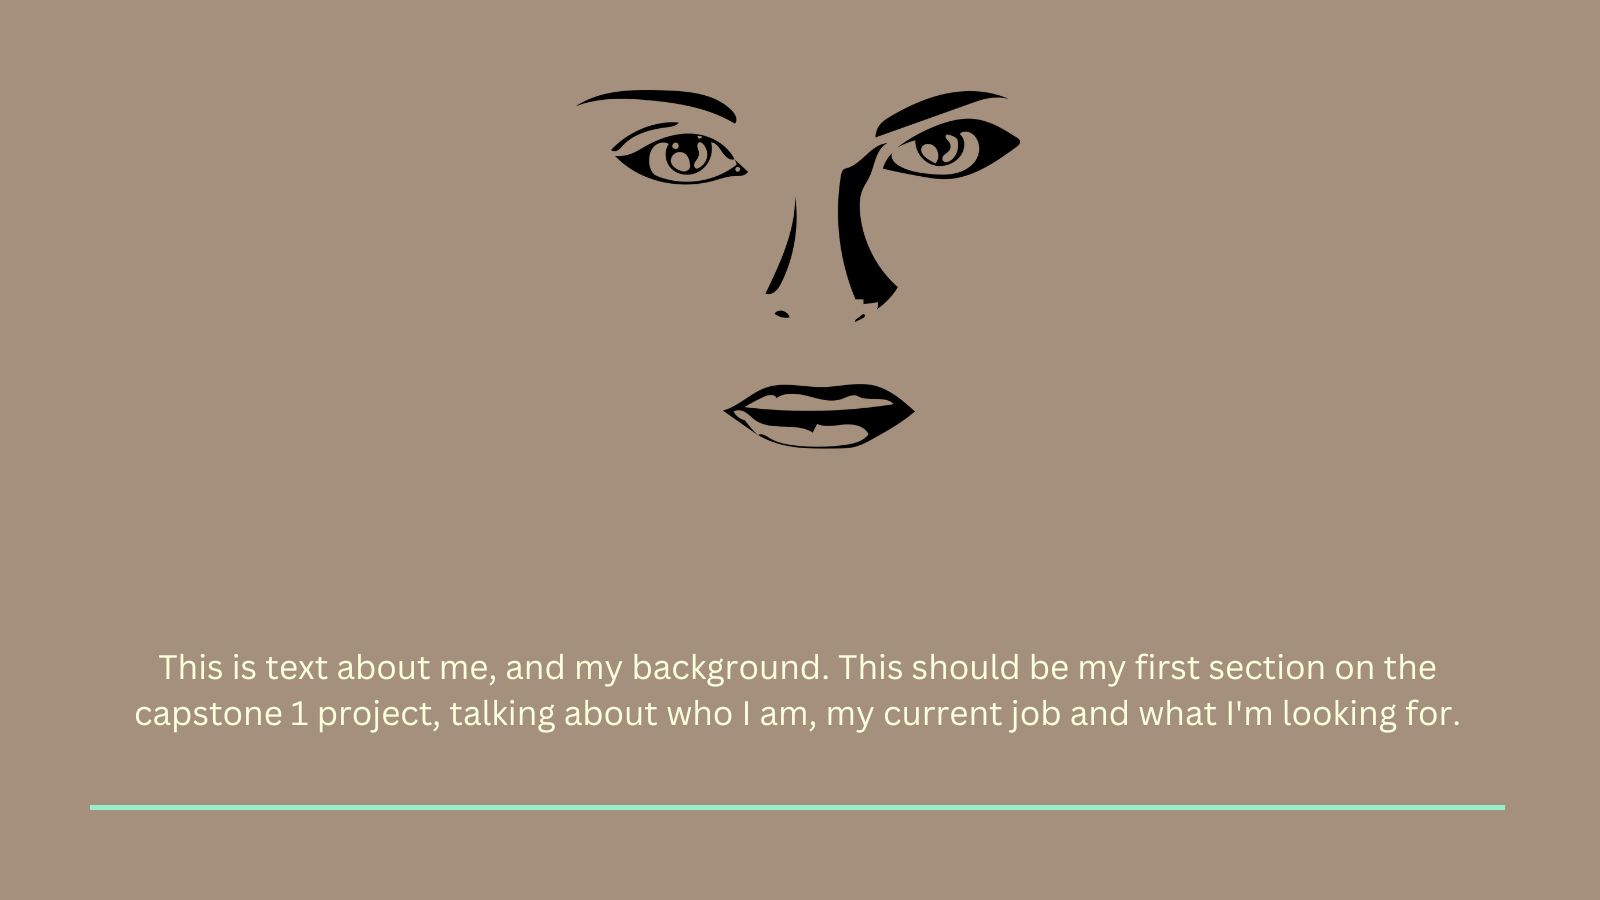 This is text about me, and my background. This should be my first section on the
capstone 1 project, talking about who I am, my current job and what I'm looking for.